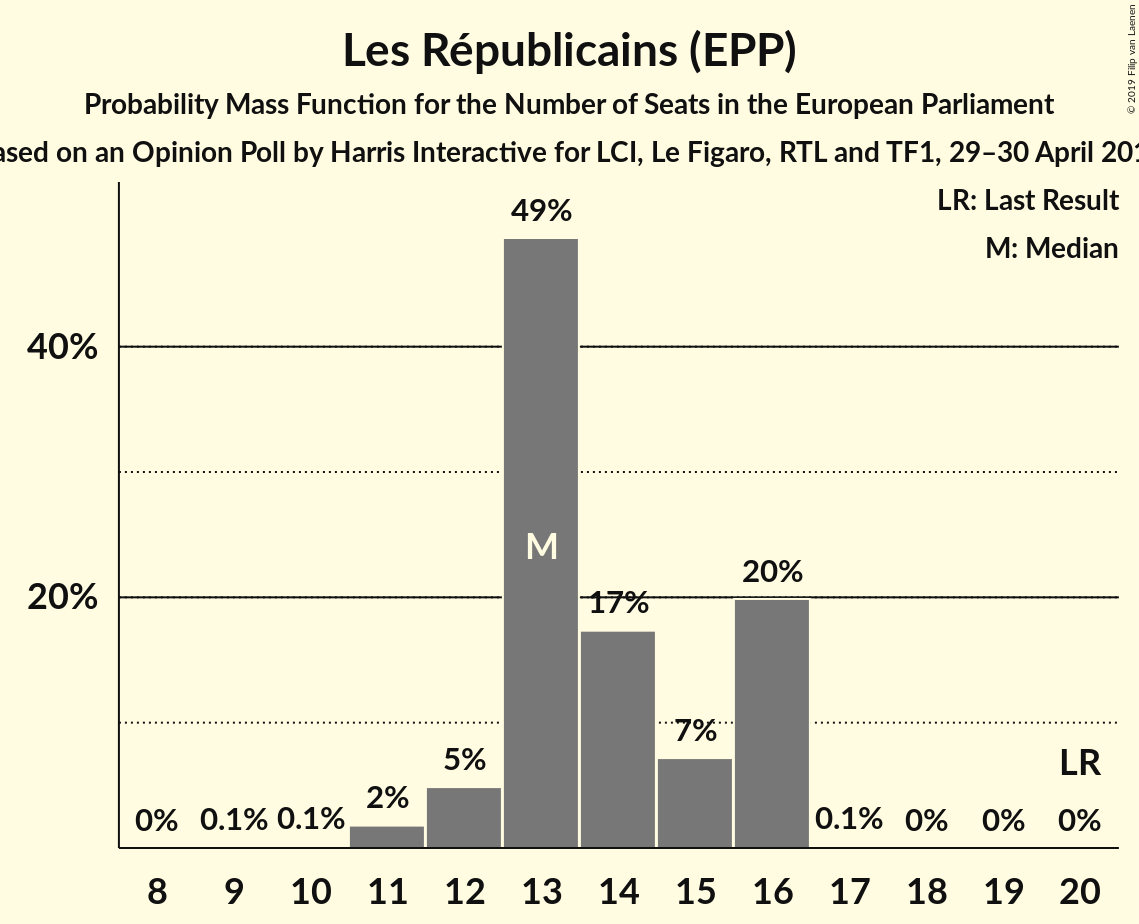 Les Républicains (EPP)
Probability Mass Function for the Number of Seats in the European Parliament
on an Opinion Poll by Harris Interactive for LCI, Le Figaro, RTL and TF1, 29–30 April
© 2019 Filip van Laenen
LR: Last Result
M: Median
49%
40%
M
20%
20%
17%
7%
5%
LR
2%
0% 0.1% 0.1% 0.1% 0% 0% 0%
8 9 10 11 12 13 14 15 16 17 18 19 20